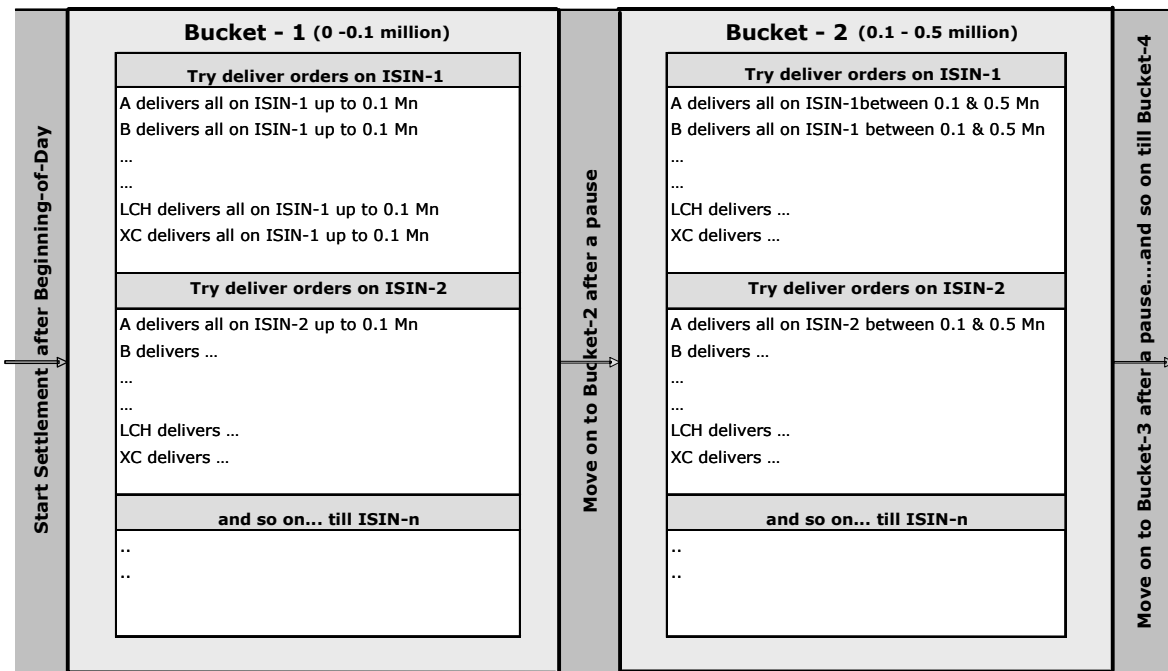 Start Settlement after Beginning-of-Day
Bucket - 1 (0 -0.1 million)
Try deliver orders on ISIN-1
A delivers all on ISIN-1 up to 0.1 Mn
B delivers all on ISIN-1 up to 0.1 Mn
...
...
LCH delivers all on ISIN-1 up to 0.1 Mn
XC delivers all on ISIN-1 up to 0.1 Mn
Try deliver orders on ISIN-2
A delivers all on ISIN-2 up to 0.1 Mn
B delivers ...
...
...
LCH delivers ...
XC delivers ...
and so on... till ISIN-n
..
..
Move on to Bucket-2 after a pause
Bucket - 2 (0.1 - 0.5 million)
Try deliver orders on ISIN-1
A delivers all on ISIN-1between 0.1 & 0.5 Mn
B delivers all on ISIN-1 between 0.1 & 0.5 Mn
...
...
LCH delivers ...
XC delivers ...
Try deliver orders on ISIN-2
A delivers all on ISIN-2 between 0.1 & 0.5 Mn
B delivers ...
...
...
LCH delivers ...
XC delivers ...
and so on... till ISIN-n
..
..
Move on to Bucket-3 after a pause....and so on till Bucket-4